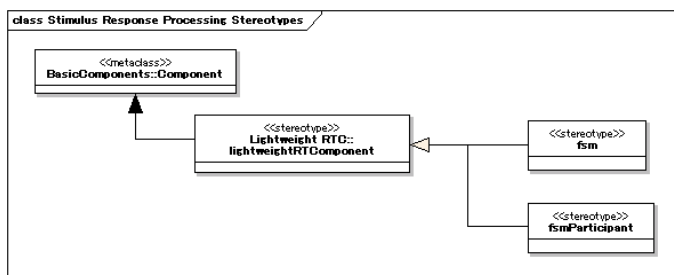 class Stimulus Response Processing Stereotypes
<<metaclass>>
BasicComponents::Component
<<stereotype>>
Lightweight RTC::
lightweightRTComponent
<<stereotype>>
fsm
<<stereotype>>
fsmParticipant